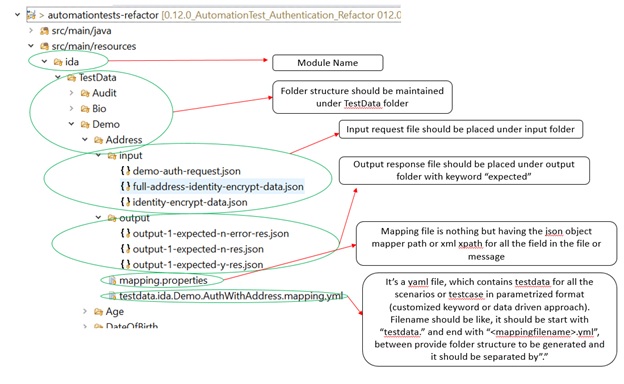 automationtests-refactor [0.12.0_AutomationTest_Authentication_Refactor 012.0
src/main/java
src/main/resources
ida
TestData
Audit
Bio
Demo
Address
input
demo-auth-request.json
full-address-identity-encrypt-data.json
identity-encrypt-data.json
output
output-1-expected-n-error-res.json
output-1-expected-n-res.json
output-1-expected-y-res.json
mapping.properties
testdata.ida.Demo.AuthWithAddress.mapping.yml
Age
DateOfBirth
Module Name
Folder structure should be maintained
under TestData folder
Input request file should be placed under input folder
Output response file should be placed under output
folder with keyword “expected”
Mapping file is nothing but having the json object
mapper path or xml xpath for all the field in the file or
message
It’s a yaml file, which contains testdata for all the
scenarios or testcase in parametrized format
(customized keyword or data driven approach).
Filename should be like, it should be start with
“testdata.” and end with “<mappingfilename>.yml”,
between provide folder structure to be generated and
it should be separated by”.”